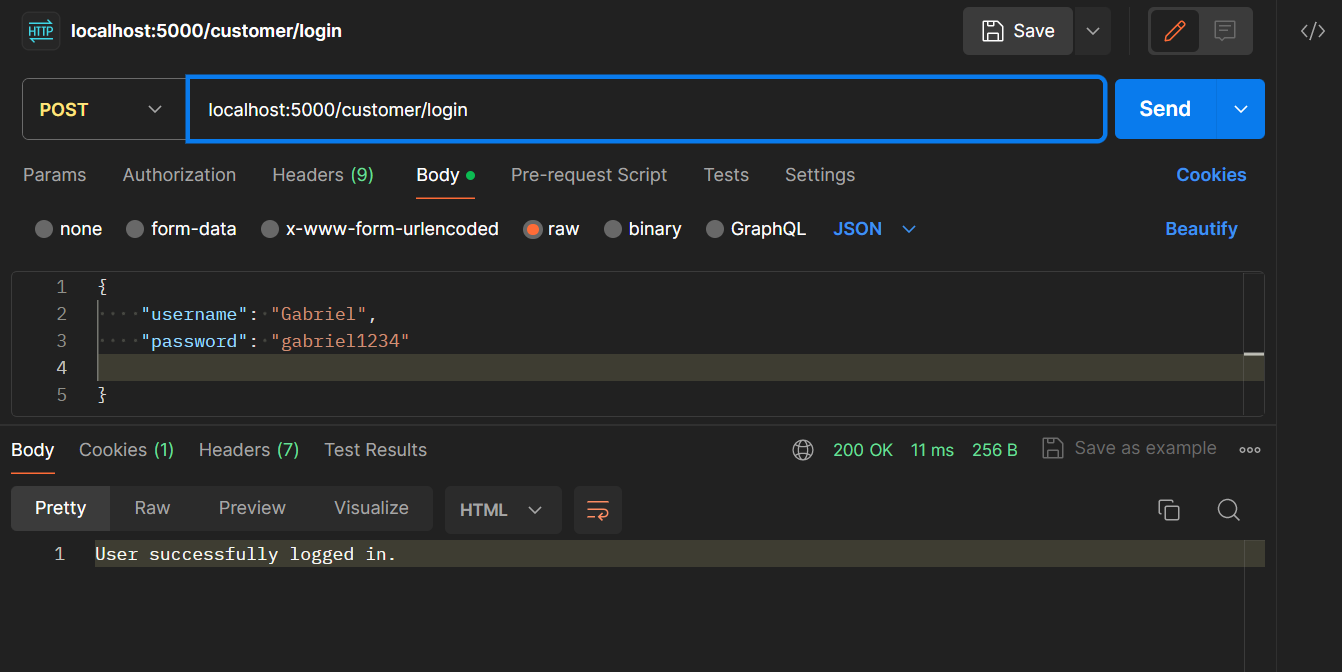 HTTP localhost:5000/customer/login Save </>
POST localhost:5000/customer/login Send
Params Authorization Headers (9) Body Pre-request Script Tests Settings Cookies
none form-data x-www-form-urlencoded raw binary GraphQL JSON Beautify
1 {
2 "username": "Gabriel",
3 "password": "gabriel1234"
4
5 }
Body Cookies (1) Headers (7) Test Results 200 OK 11 ms 256 B Save as example
Pretty Raw Preview Visualize HTML
1 User successfully logged in.